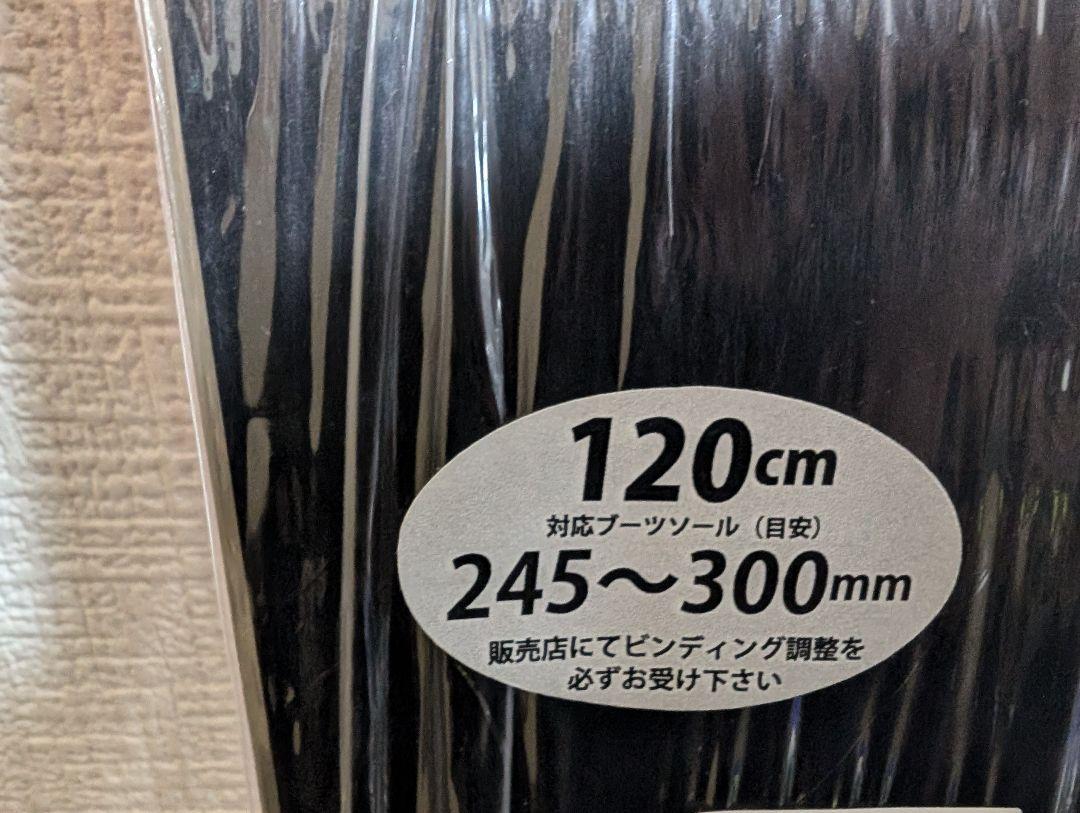 120cm
対応ブーツソール（目安）
245～300mm
販売店にてビンディング調整を
必ずお受け下さい